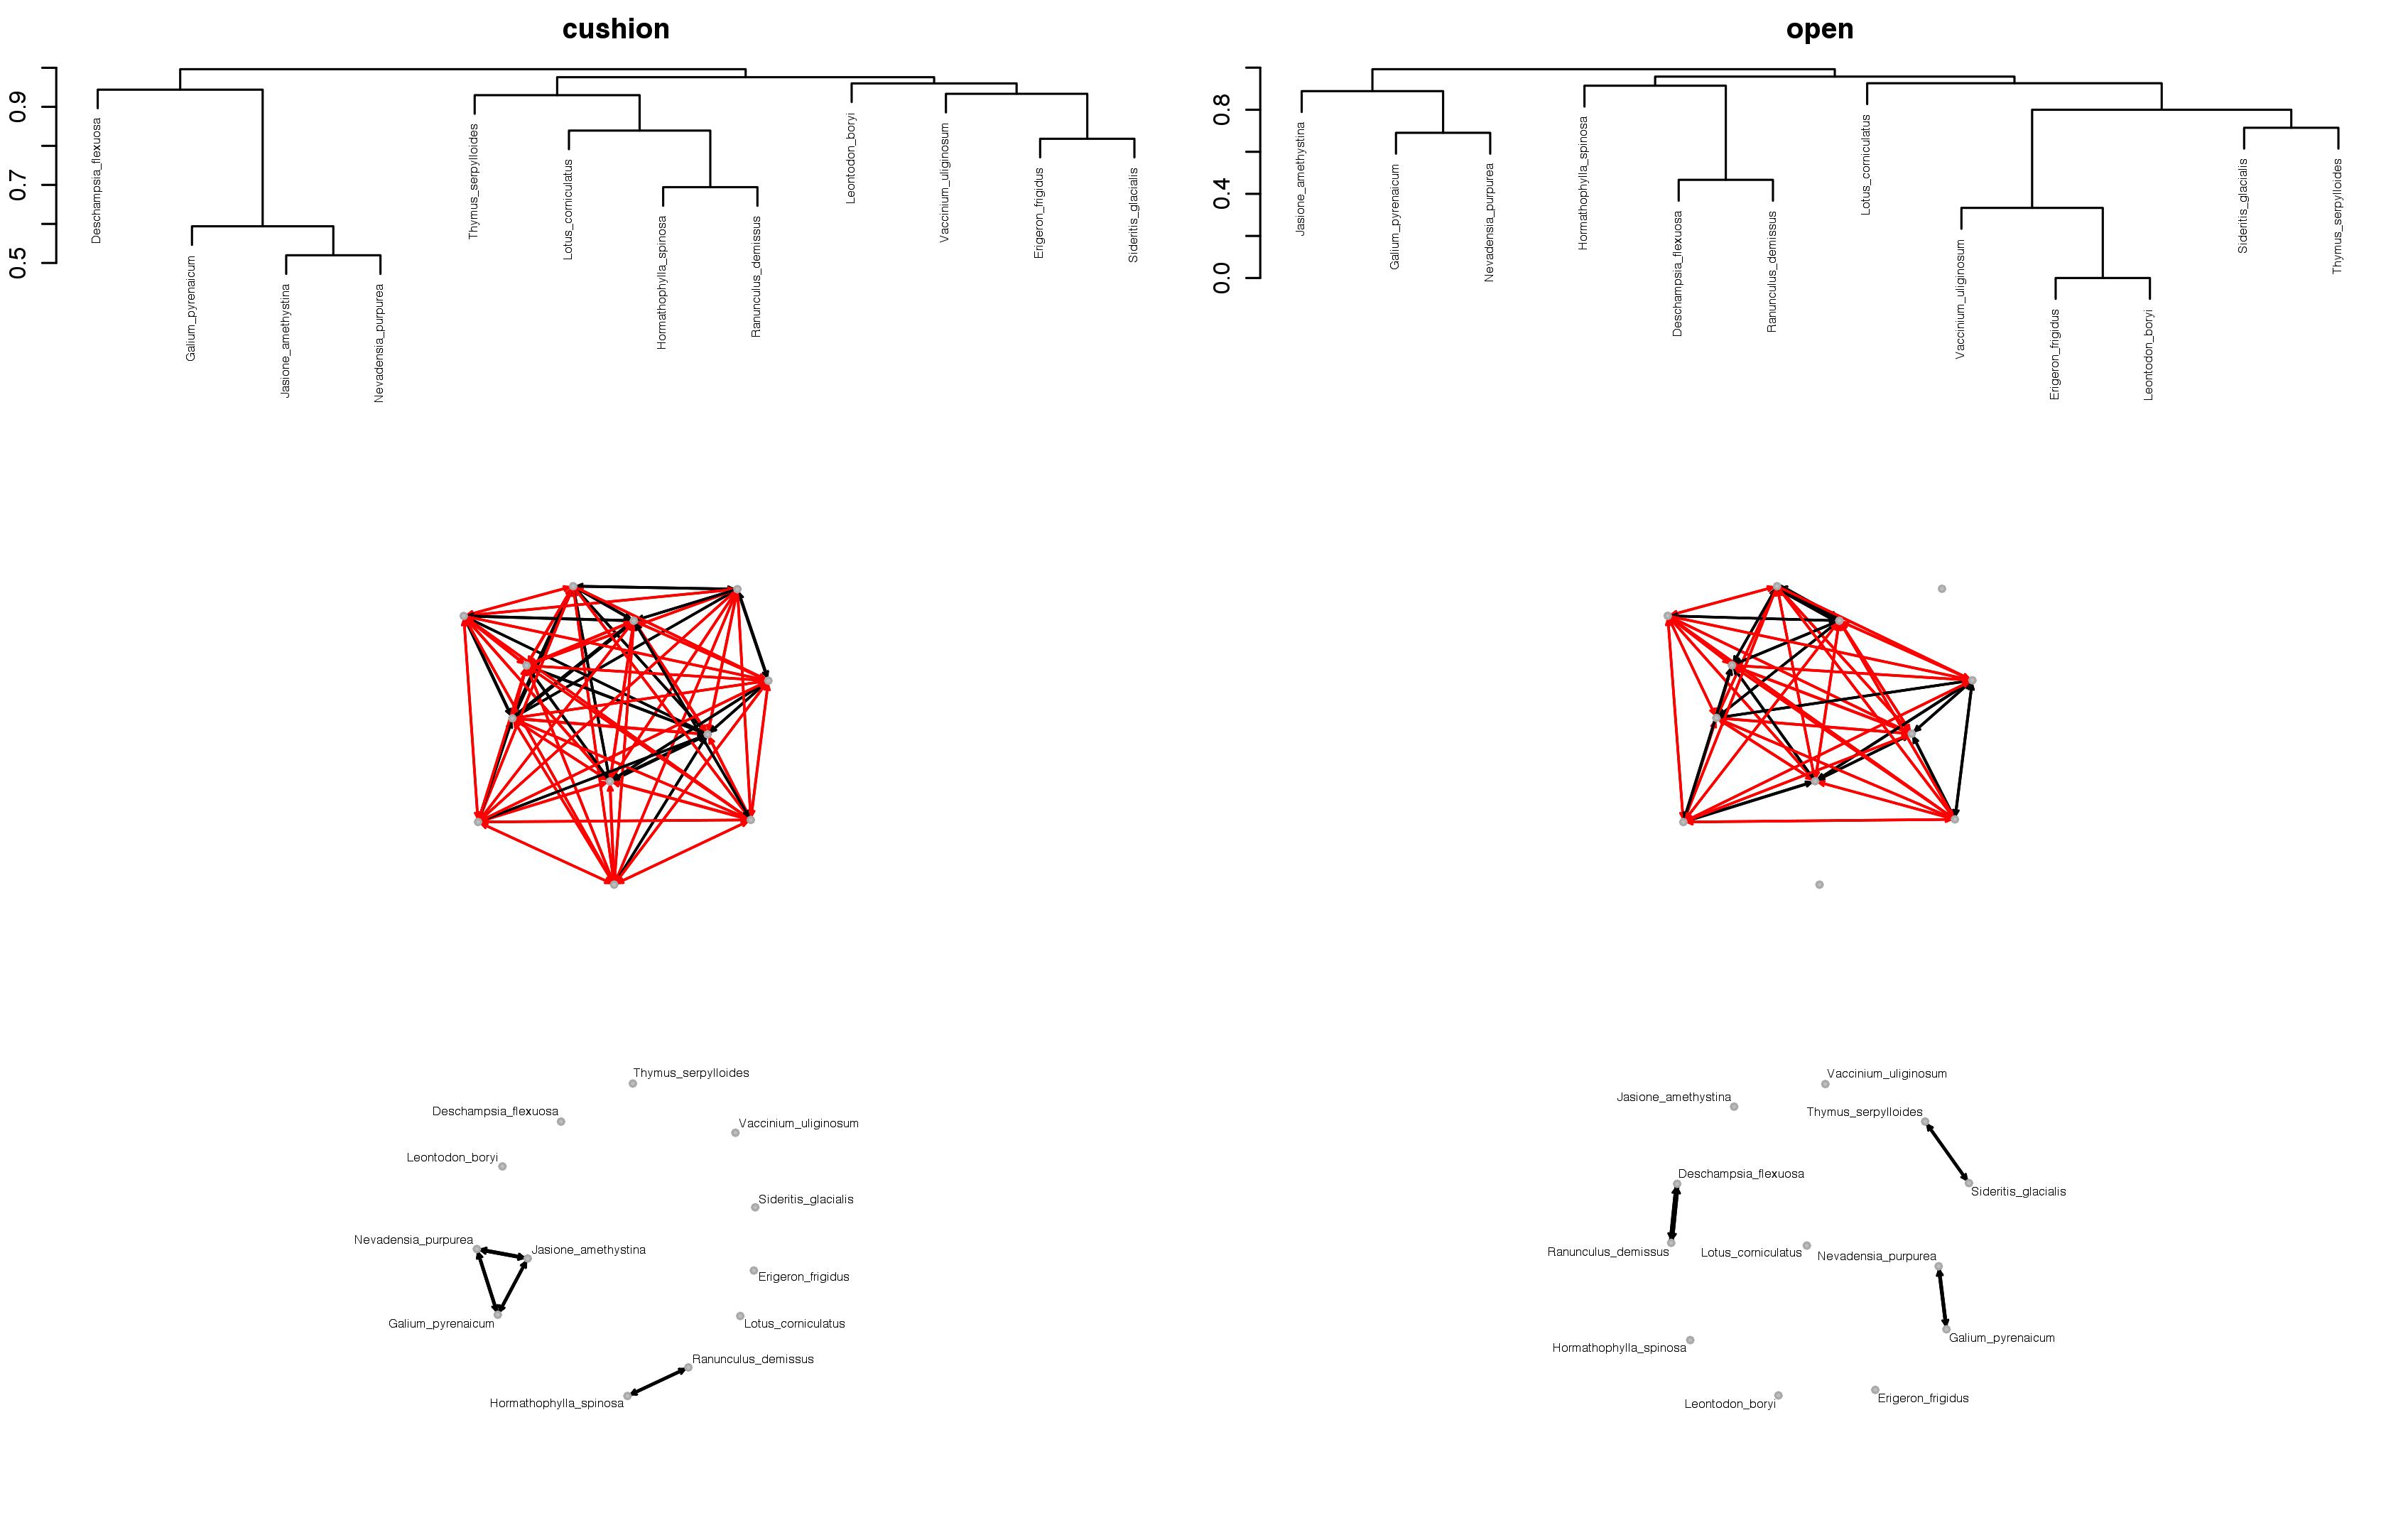 cushion
open
0.9
0.7
0.5
Deschampsia_flexuosa
Galium_pyrenaicum
Jasione_amethystina
Nevadensia_purpurea
Thymus_serpylloides
Lotus_corniculatus
Hormathophylla_spinosa
Ranunculus_demissus
Leontodon_boryi
Vaccinium_uliginosum
Erigeron_frigidus
Sideritis_glacialis
0.8
0.4
0.0
Jasione_amethystina
Galium_pyrenaicum
Nevadensia_purpurea
Hormathophylla_spinosa
Deschampsia_flexuosa
Ranunculus_demissus
Lotus_corniculatus
Vaccinium_uliginosum
Erigeron_frigidus
Leontodon_boryi
Sideritis_glacialis
Thymus_serpylloides
Thymus_serpylloides
Deschampsia_flexuosa
Vaccinium_uliginosum
Leontodon_boryi
Sideritis_glacialis
Nevadensia_purpurea
Jasione_amethystina
Erigeron_frigidus
Galium_pyrenaicum
Lotus_corniculatus
Ranunculus_demissus
Hormathophylla_spinosa
Vaccinium_uliginosum
Jasione_amethystina
Thymus_serpylloides
Deschampsia_flexuosa
Sideritis_glacialis
Ranunculus_demissus
Lotus_corniculatus
Nevadensia_purpurea
Galium_pyrenaicum
Hormathophylla_spinosa
Leontodon_boryi
Erigeron_frigidus